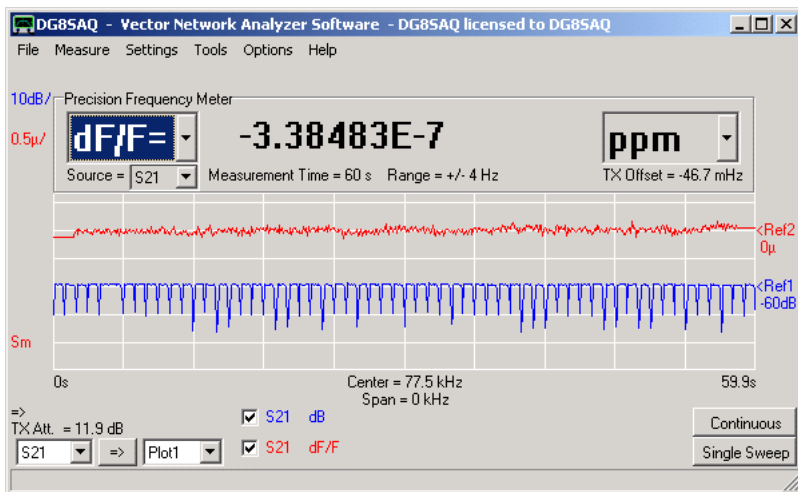 DG8SAQ - Vector Network Analyzer Software - DG8SAQ licensed to DG8SAQ
File Measure Settings Tools Options Help
10dB/
Precision Frequency Meter
0.5µ/
dF/F= -3.38483E-7 ppm
Source = S21 Measurement Time = 60 s Range = +/- 4 Hz TX Offset = -46.7 mHz
<Ref2
0µ
<Ref1
-60dB
Sm
0s Center = 77.5 kHz 59.9s
Span = 0 kHz
=>
TX Att. = 11.9 dB
S21 dB
Continuous
S21 => Plot1
S21 dF/F
Single Sweep